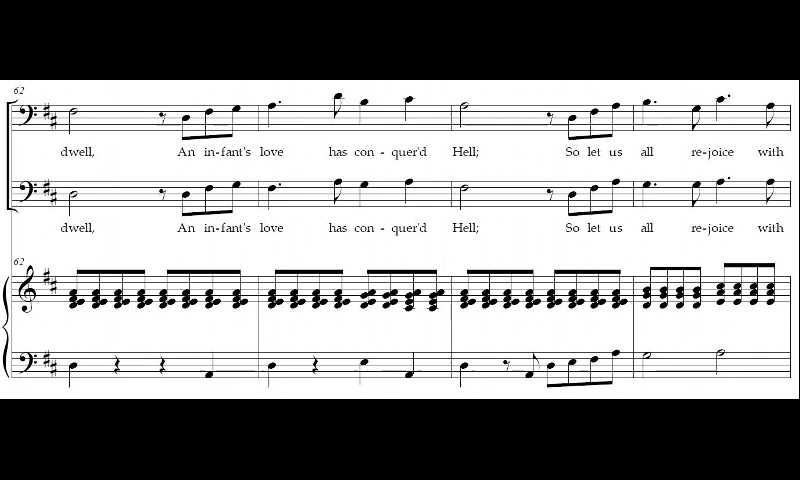 62
dwell, An in-fant's love has con - quer'd Hell; So let us all re-joice with
dwell, An in-fant's love has con - quer'd Hell; So let us all re-joice with
62